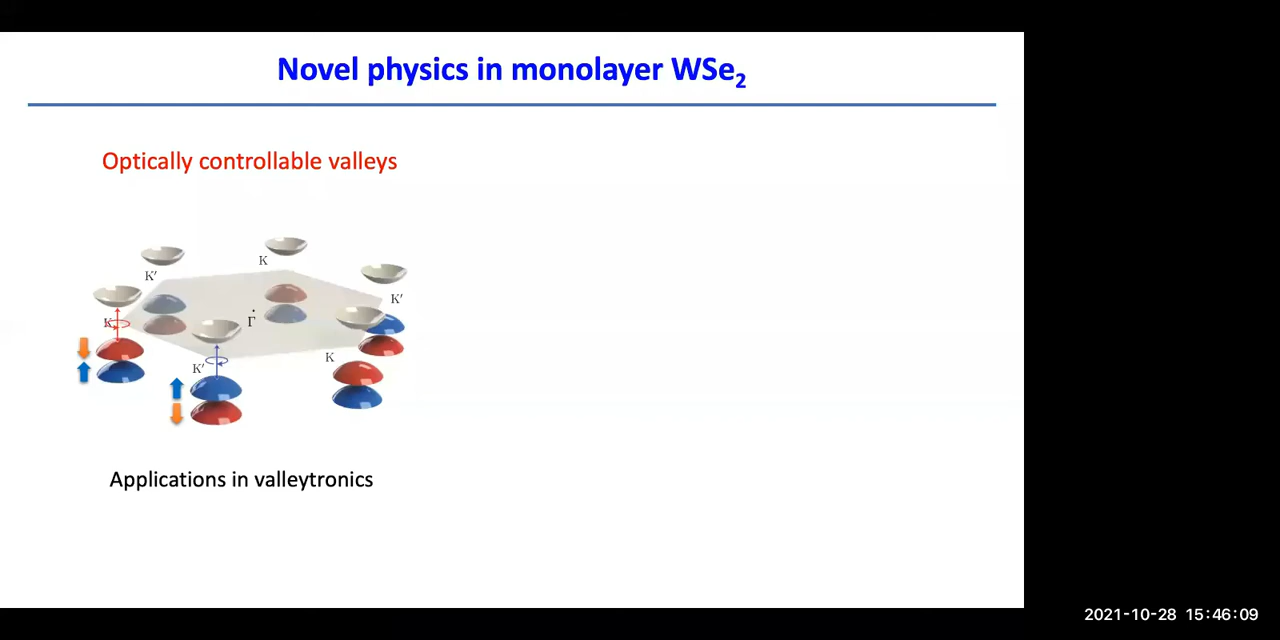 Novel physics in monolayer WSe₂
Optically controllable valleys
K
K′
K′
K
Γ
K′
K
K′
Applications in valleytronics
2021-10-28 15:46:09